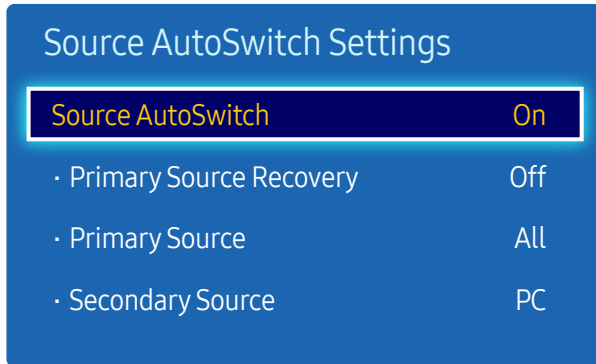 Source AutoSwitch Settings
Source AutoSwitch On
· Primary Source Recovery Off
· Primary Source All
· Secondary Source PC